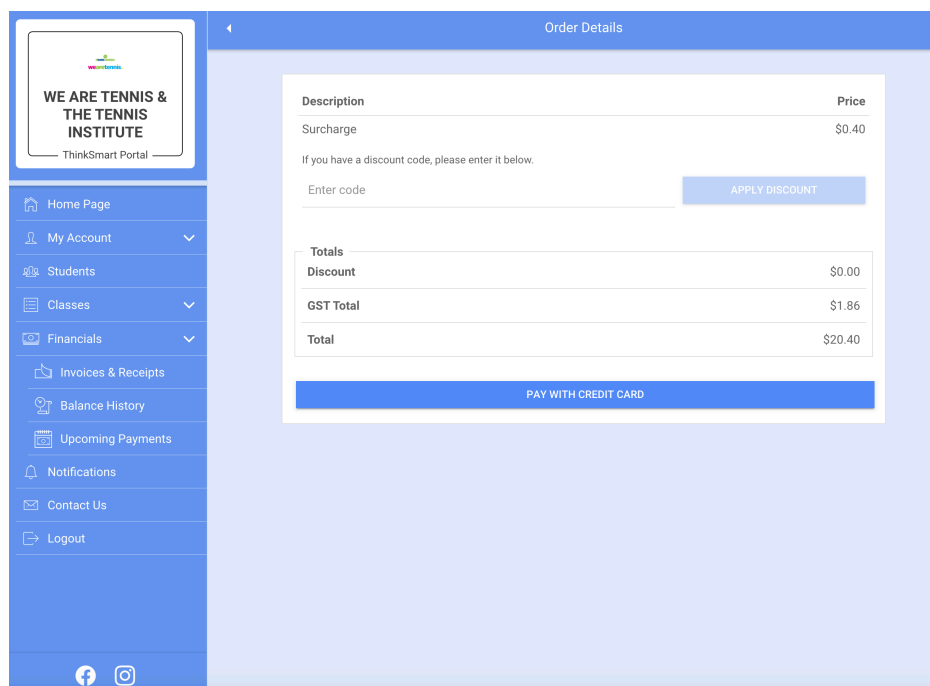 wearetennis
WE ARE TENNIS &
THE TENNIS
INSTITUTE
ThinkSmart Portal
Home Page
My Account
Students
Classes
Financials
Invoices & Receipts
Balance History
Upcoming Payments
Notifications
Contact Us
Logout
Order Details
Description Price
Surcharge $0.40
If you have a discount code, please enter it below.
Enter code APPLY DISCOUNT
Totals
Discount $0.00
GST Total $1.86
Total $20.40
PAY WITH CREDIT CARD